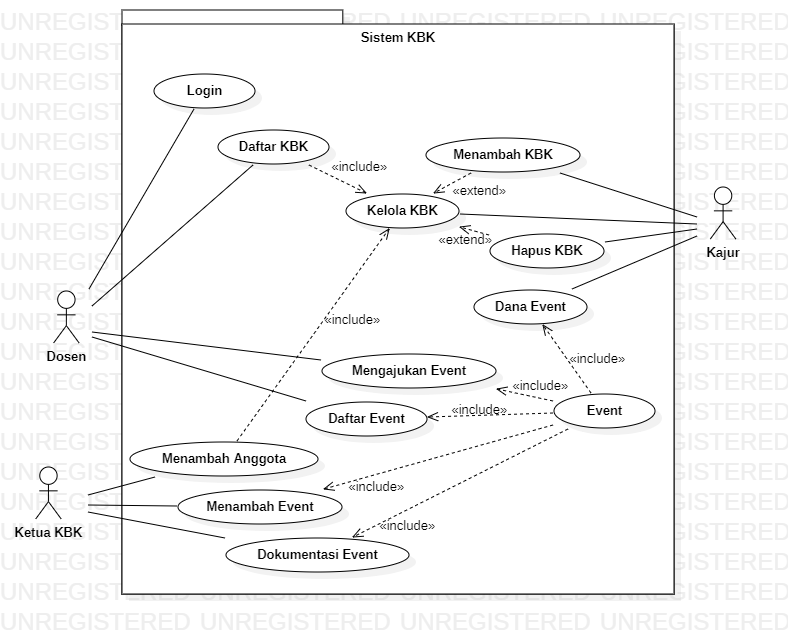 Sistem KBK
Login
Daftar KBK
«include»
Menambah KBK
«extend»
Kelola KBK
«extend»
Hapus KBK
Kajur
Dana Event
Dosen
«include»
«include»
Mengajukan Event
«include»
Daftar Event
«include»
Event
Menambah Anggota
«include»
Menambah Event
Ketua KBK
«include»
Dokumentasi Event
UNREGISTERED UNREGISTERED UNREGISTERED UNREGISTERED